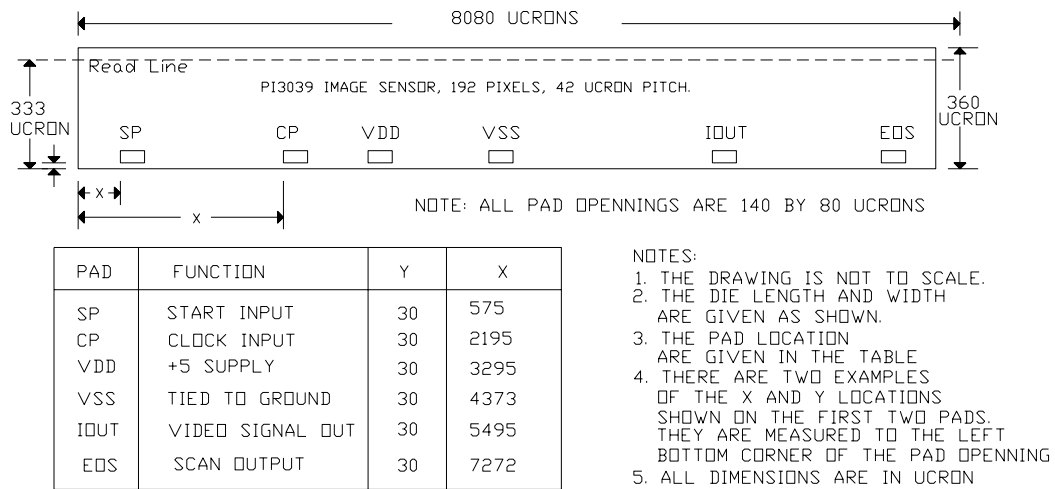 8080 UCRONS
Read Line
PI3039 IMAGE SENSOR, 192 PIXELS, 42 UCRON PITCH.
333
UCRON
360
UCRON
SP CP VDD VSS IOUT EOS
X
X
NOTE: ALL PAD OPENNINGS ARE 140 BY 80 UCRONS
PAD FUNCTION Y X
SP START INPUT 30 575
CP CLOCK INPUT 30 2195
VDD +5 SUPPLY 30 3295
VSS TIED TO GROUND 30 4373
IOUT VIDEO SIGNAL OUT 30 5495
EOS SCAN OUTPUT 30 7272
NOTES:
1. THE DRAWING IS NOT TO SCALE.
2. THE DIE LENGTH AND WIDTH
ARE GIVEN AS SHOWN.
3. THE PAD LOCATION
ARE GIVEN IN THE TABLE
4. THERE ARE TWO EXAMPLES
OF THE X AND Y LOCATIONS
SHOWN ON THE FIRST TWO PADS.
THEY ARE MEASURED TO THE LEFT
BOTTOM CORNER OF THE PAD OPENNING
5. ALL DIMENSIONS ARE IN UCRON